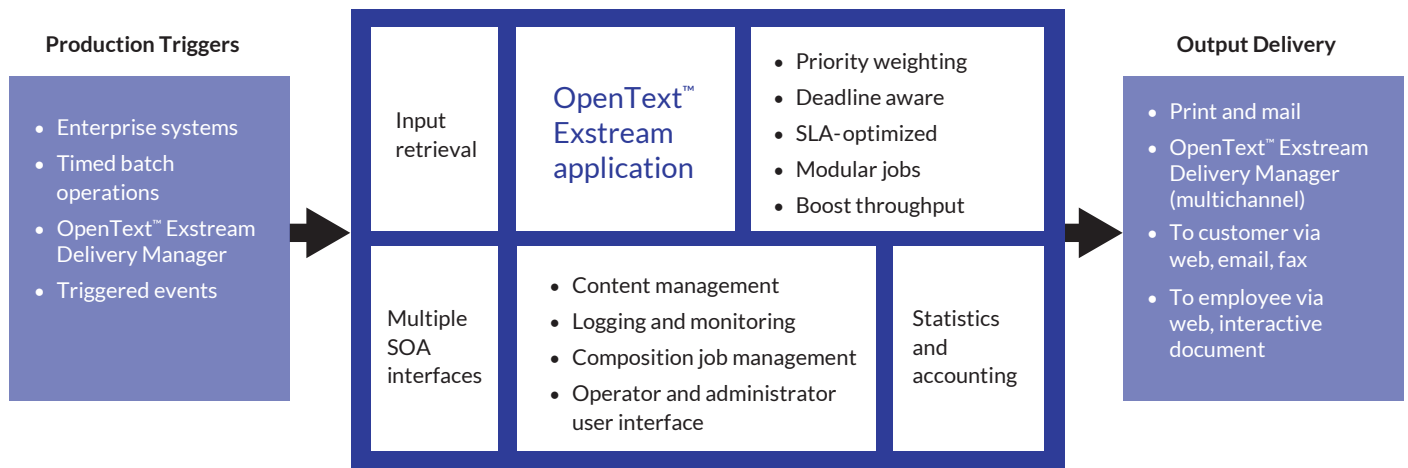 Production Triggers
• Enterprise systems
• Timed batch
operations
• OpenText™ Exstream
Delivery Manager
• Triggered events
Input
retrieval
OpenText™
Exstream
application
• Priority weighting
• Deadline aware
• SLA-optimized
• Modular jobs
• Boost throughput
Multiple
SOA
interfaces
• Content management
• Logging and monitoring
• Composition job management
• Operator and administrator
user interface
Statistics
and
accounting
Output Delivery
• Print and mail
• OpenText™ Exstream
Delivery Manager
(multichannel)
• To customer via
web, email, fax
• To employee via
web, interactive
document